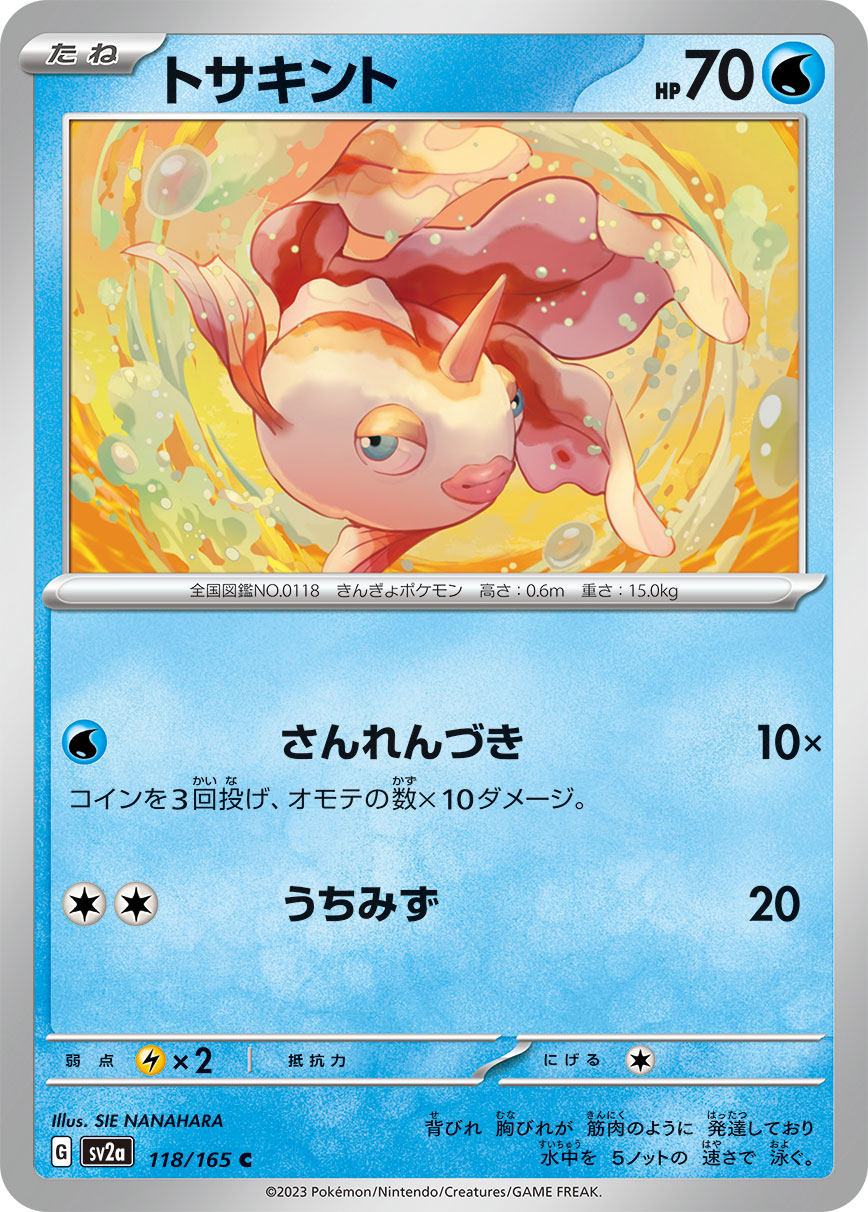 たね
トサキント
HP70
全国図鑑NO.0118 きんぎょポケモン 高さ:0.6m 重さ:15.0kg
さんれんづき 10×
コインを3回投げ、オモテの数×10ダメージ。
うちみず 20
弱点 ×2 抵抗力 にげる
Illus. SIE NANAHARA
背びれ 胸びれが 筋肉のように 発達しており
水中を 5ノットの 速さで 泳ぐ。
G sv2a 118/165 C
©2023 Pokémon/Nintendo/Creatures/GAME FREAK.